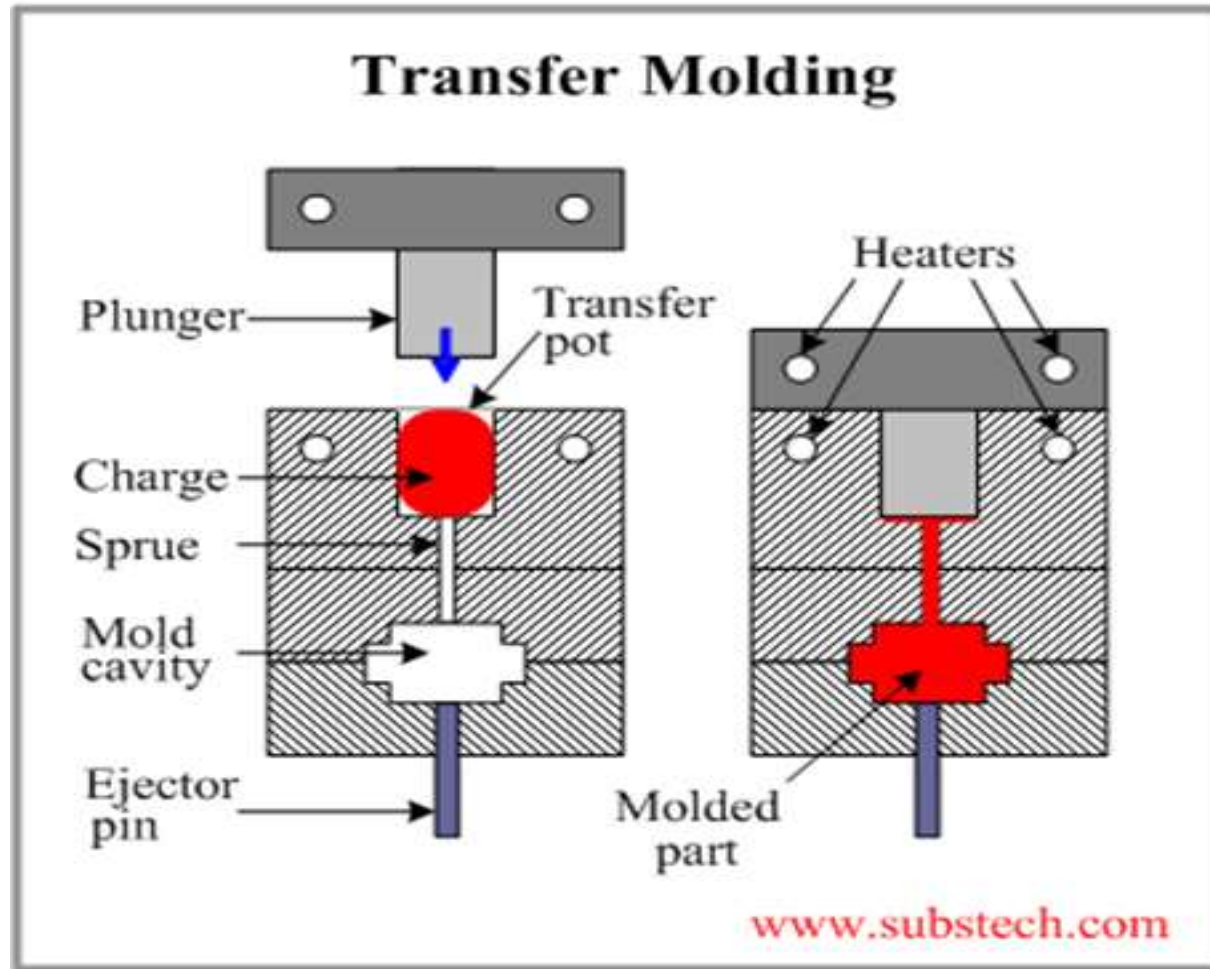 Transfer Molding
Plunger
Transfer
pot
Heaters
Charge
Sprue
Mold
cavity
Ejector
pin
Molded
part
www.substech.com